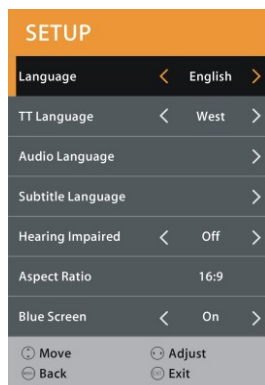 SETUP
Language < English >
TT Language < West >
Audio Language >
Subtitle Language >
Hearing Impaired < Off >
Aspect Ratio 16:9
Blue Screen < On >
Move Adjust
Back Exit